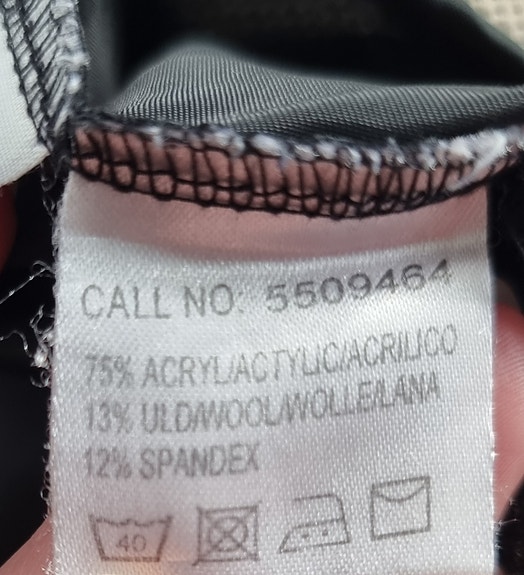 CALL NO: 5509464
75% ACRYL/ACTYLIC/ACRILICO
13% ULD/WOOL/WOLLE/LANA
12% SPANDEX
40